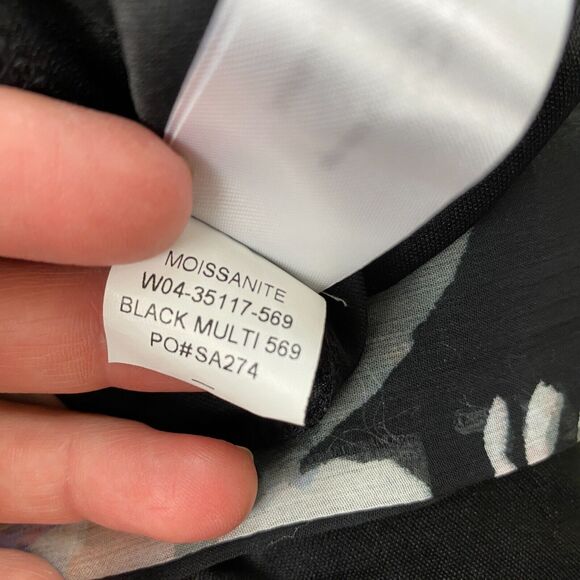 MOISSANITE
W04-35117-569
BLACK MULTI 569
PO#SA274